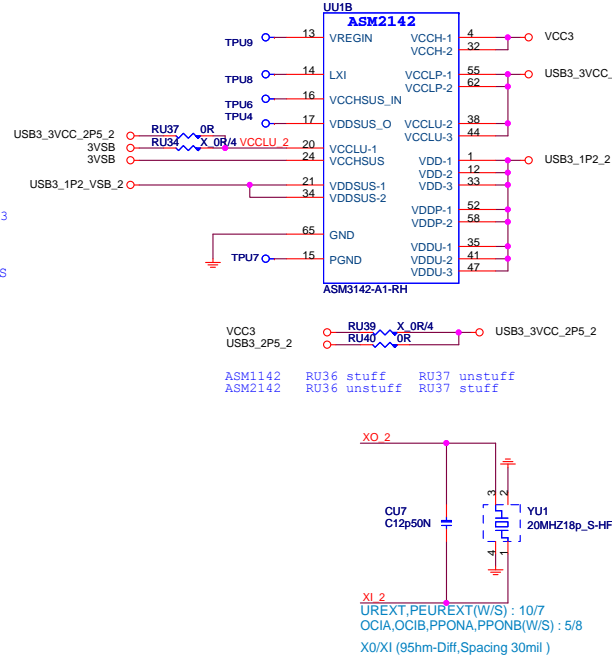 UU1B
ASM2142
TPU9 13 VREGIN VCCH-1 4 VCC3
VCCH-2 32
TPU8 14 LXI VCCLP-1 55 USB3_3VCC_
VCCLP-2 62
TPU6 16 VCCHSUS_IN
TPU4 17 VDDSUS_O VCCLU-2 38
VCCLU-3 44
USB3_3VCC_2P5_2 RU37 0R
3VSB RU34 X_0R/4 VCCLU_2 20 VCCLU-1
3VSB 24 VCCHSUS VDD-1 1 USB3_1P2_2
VDD-2 12
USB3_1P2_VSB_2 21 VDDSUS-1 VDD-3 33
34 VDDSUS-2
VDDP-1 52
3
VDDP-2 58
65 GND
VDDU-1 35
TPU7 15 PGND VDDU-2 41
VDDU-3 47
S
ASM3142-A1-RH
VCC3 RU39 X_0R/4 USB3_3VCC_2P5_2
USB3_2P5_2 RU40 0R
ASM1142 RU36 stuff RU37 unstuff
ASM2142 RU36 unstuff RU37 stuff
XO_2
3 2
CU7 YU1
C12p50N 20MHZ18p_S-HF
4 1
XI_2
UREXT,PEUREXT(W/S) : 10/7
OCIA,OCIB,PPONA,PPONB(W/S) : 5/8
X0/XI (95hm-Diff,Spacing 30mil )